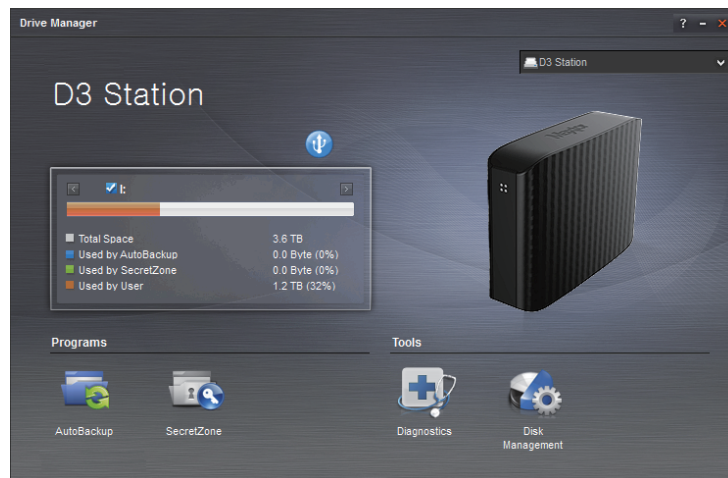 Drive Manager
? - ×
D3 Station
D3 Station
Maxtor
I:
Total Space 3.6 TB
Used by AutoBackup 0.0 Byte (0%)
Used by SecretZone 0.0 Byte (0%)
Used by User 1.2 TB (32%)
Programs
Tools
AutoBackup
SecretZone
Diagnostics
Disk
Management